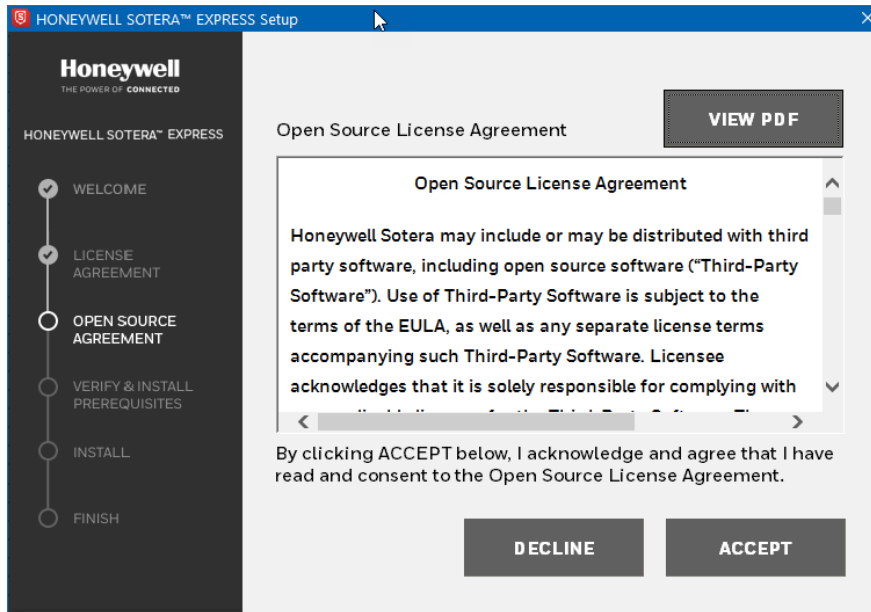 HONEYWELL SOTERA™ EXPRESS Setup
Honeywell
THE POWER OF CONNECTED
HONEYWELL SOTERA™ EXPRESS
WELCOME
LICENSE
AGREEMENT
OPEN SOURCE
AGREEMENT
VERIFY & INSTALL
PREREQUISITES
INSTALL
FINISH
VIEW PDF
Open Source License Agreement
Open Source License Agreement
Honeywell Sotera may include or may be distributed with third
party software, including open source software (“Third-Party
Software”). Use of Third-Party Software is subject to the
terms of the EULA, as well as any separate license terms
accompanying such Third-Party Software. Licensee
acknowledges that it is solely responsible for complying with
By clicking ACCEPT below, I acknowledge and agree that I have
read and consent to the Open Source License Agreement.
DECLINE
ACCEPT